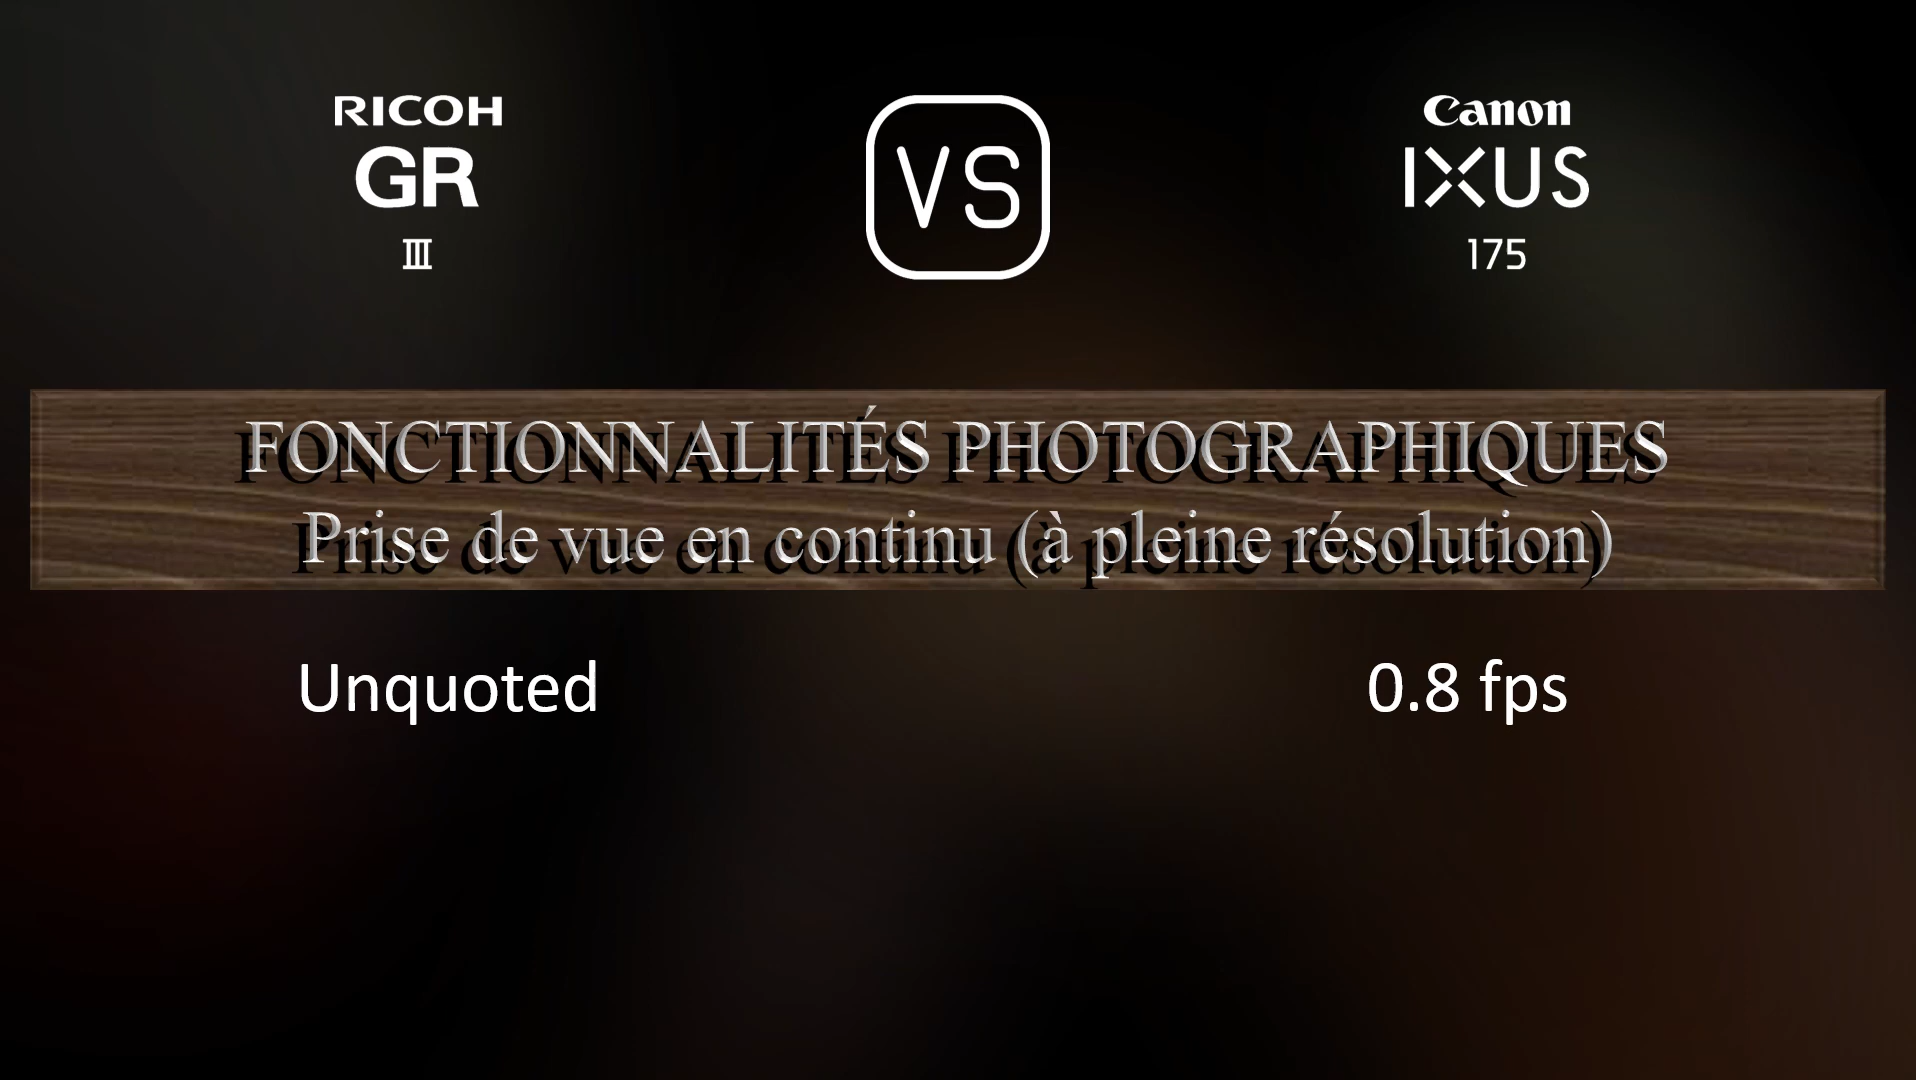 RICOH
GR
III
VS
Canon
IXUS
175
FONCTIONNALITÉS PHOTOGRAPHIQUES
Prise de vue en continu (à pleine résolution)
Unquoted
0.8 fps